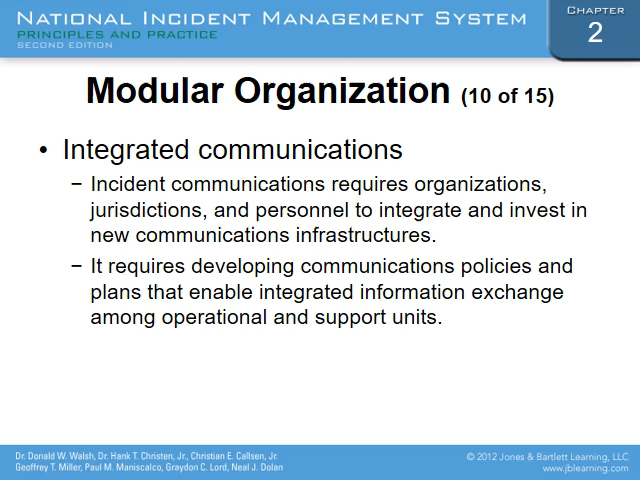 NATIONAL INCIDENT MANAGEMENT SYSTEM
PRINCIPLES AND PRACTICE
SECOND EDITION
CHAPTER
2
Modular Organization (10 of 15)
• Integrated communications
– Incident communications requires organizations,
jurisdictions, and personnel to integrate and invest in
new communications infrastructures.
– It requires developing communications policies and
plans that enable integrated information exchange
among operational and support units.
Dr. Donald W. Walsh, Dr. Hank T. Christen, Jr., Christian E. Callsen, Jr.
Geoffrey T. Miller, Paul M. Maniscalco, Graydon C. Lord, Neal J. Dolan
© 2012 Jones & Bartlett Learning, LLC
www.jblearning.com